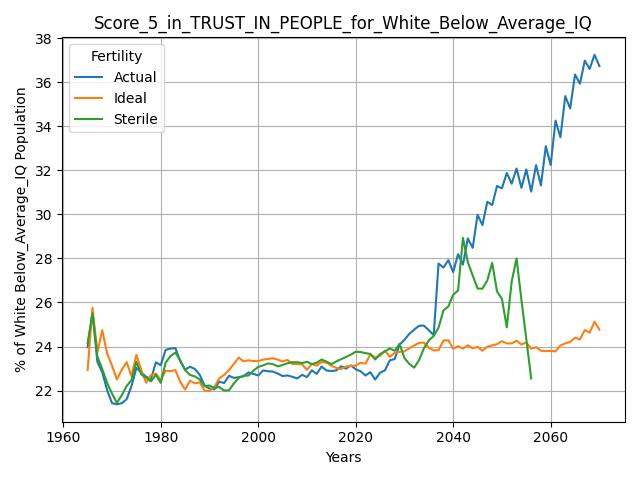 Score_5_in_TRUST_IN_PEOPLE_for_White_Below_Average_IQ
% of White Below_Average_IQ Population
38
36
34
32
30
28
26
24
22
Fertility
Actual
Ideal
Sterile
1960 1980 2000 2020 2040 2060
Years